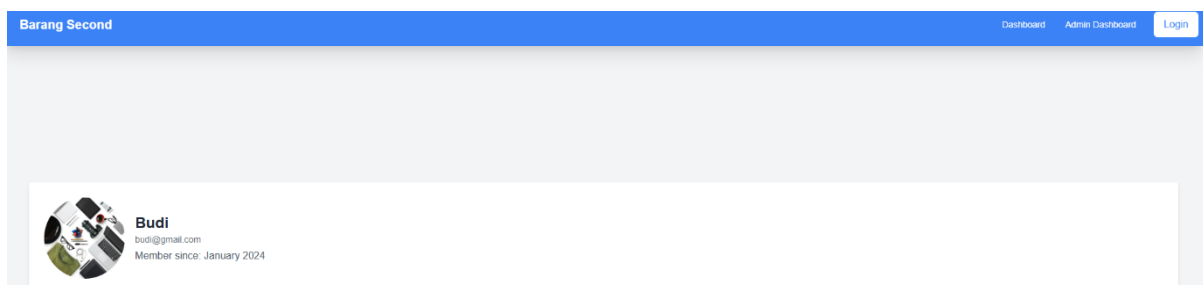 Barang Second Dashboard Admin Dashboard Login
Budi
budi@gmail.com
Member since: January 2024